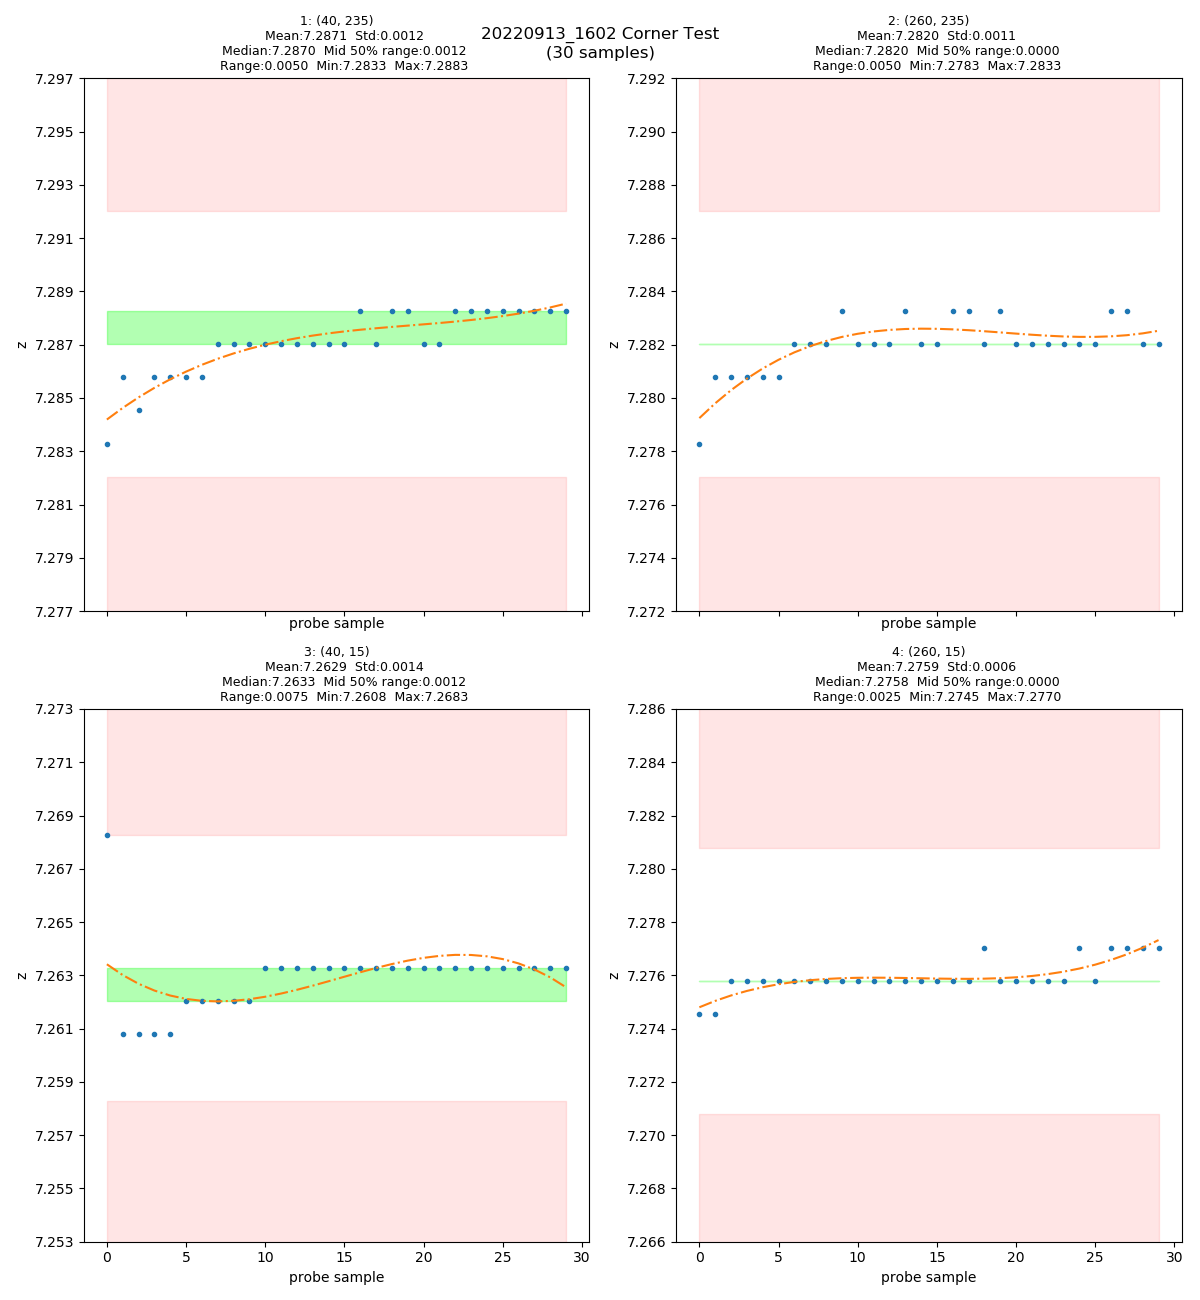 20220913_1602 Corner Test
(30 samples)
1: (40, 235)
Mean:7.2871  Std:0.0012
Median:7.2870  Mid 50% range:0.0012
Range:0.0050  Min:7.2833  Max:7.2883
7.297
7.295
7.293
7.291
7.289
7.287
7.285
7.283
7.281
7.279
7.277
z
probe sample
2: (260, 235)
Mean:7.2820  Std:0.0011
Median:7.2820  Mid 50% range:0.0000
Range:0.0050  Min:7.2783  Max:7.2833
7.292
7.290
7.288
7.286
7.284
7.282
7.280
7.278
7.276
7.274
7.272
z
probe sample
3: (40, 15)
Mean:7.2629  Std:0.0014
Median:7.2633  Mid 50% range:0.0012
Range:0.0075  Min:7.2608  Max:7.2683
7.273
7.271
7.269
7.267
7.265
7.263
7.261
7.259
7.257
7.255
7.253
z
0 5 10 15 20 25 30
probe sample
4: (260, 15)
Mean:7.2759  Std:0.0006
Median:7.2758  Mid 50% range:0.0000
Range:0.0025  Min:7.2745  Max:7.2770
7.286
7.284
7.282
7.280
7.278
7.276
7.274
7.272
7.270
7.268
7.266
z
0 5 10 15 20 25 30
probe sample